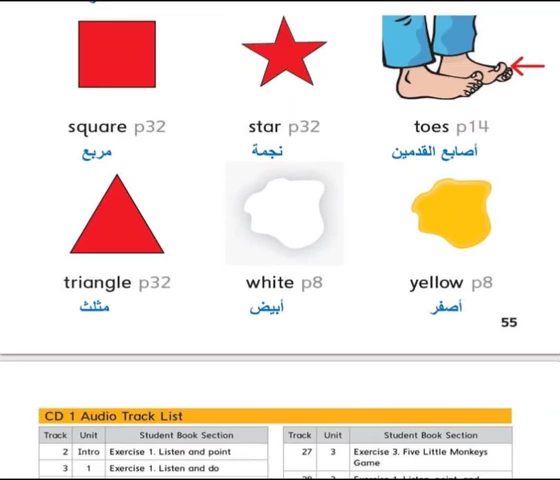 square p32
مربع
star p32
نجمة
toes p14
أصابع القدمين
triangle p32
مثلث
white p8
أبيض
yellow p8
أصفر
55
CD 1 Audio Track List
Track Unit Student Book Section
2 Intro Exercise 1. Listen and point
3 1 Exercise 1. Listen and do
Track Unit Student Book Section
27 3 Exercise 3. Five Little Monkeys
Game